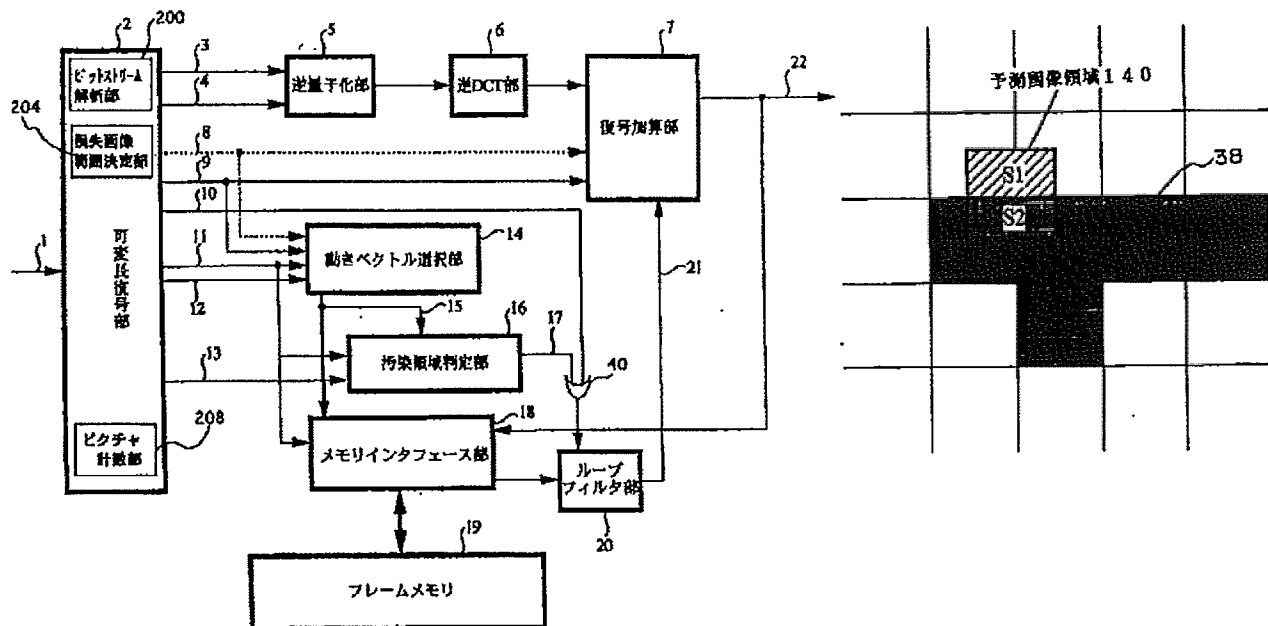 2
200
ビットストリーム
解析部
204
損失画像
範囲決定部
可変長復号部
208
ピクチャ
計数部
1
3
4
8
9
10
11
12
13
5
逆量子化部
6
逆DCT部
7
復号加算部
22
14
動きベクトル選択部
15
16
汚染領域判定部
17
40
18
メモリインタフェース部
ループ
フィルタ部
20
21
19
フレームメモリ
予測画像領域140
S1
S2
38